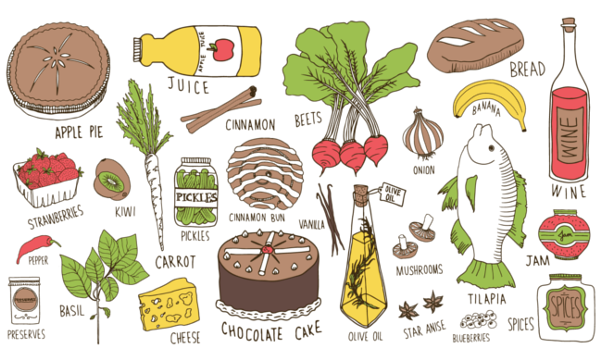 APPLE PIE
APPLE JUICE
JUICE
CINNAMON
BEETS
BREAD
BANANA
WINE
WINE
ONION
STRAWBERRIES
KIWI
PICKLES
PICKLES
CINNAMON BUN
VANILLA
OLIVE
OIL
PEPPER
CARROT
MUSHROOMS
Jam
JAM
TILAPIA
BASIL
PRESERVES
CHEESE
CHOCOLATE CAKE
OLIVE OIL
STAR ANISE
BLUEBERRIES
SPICES
SPICES